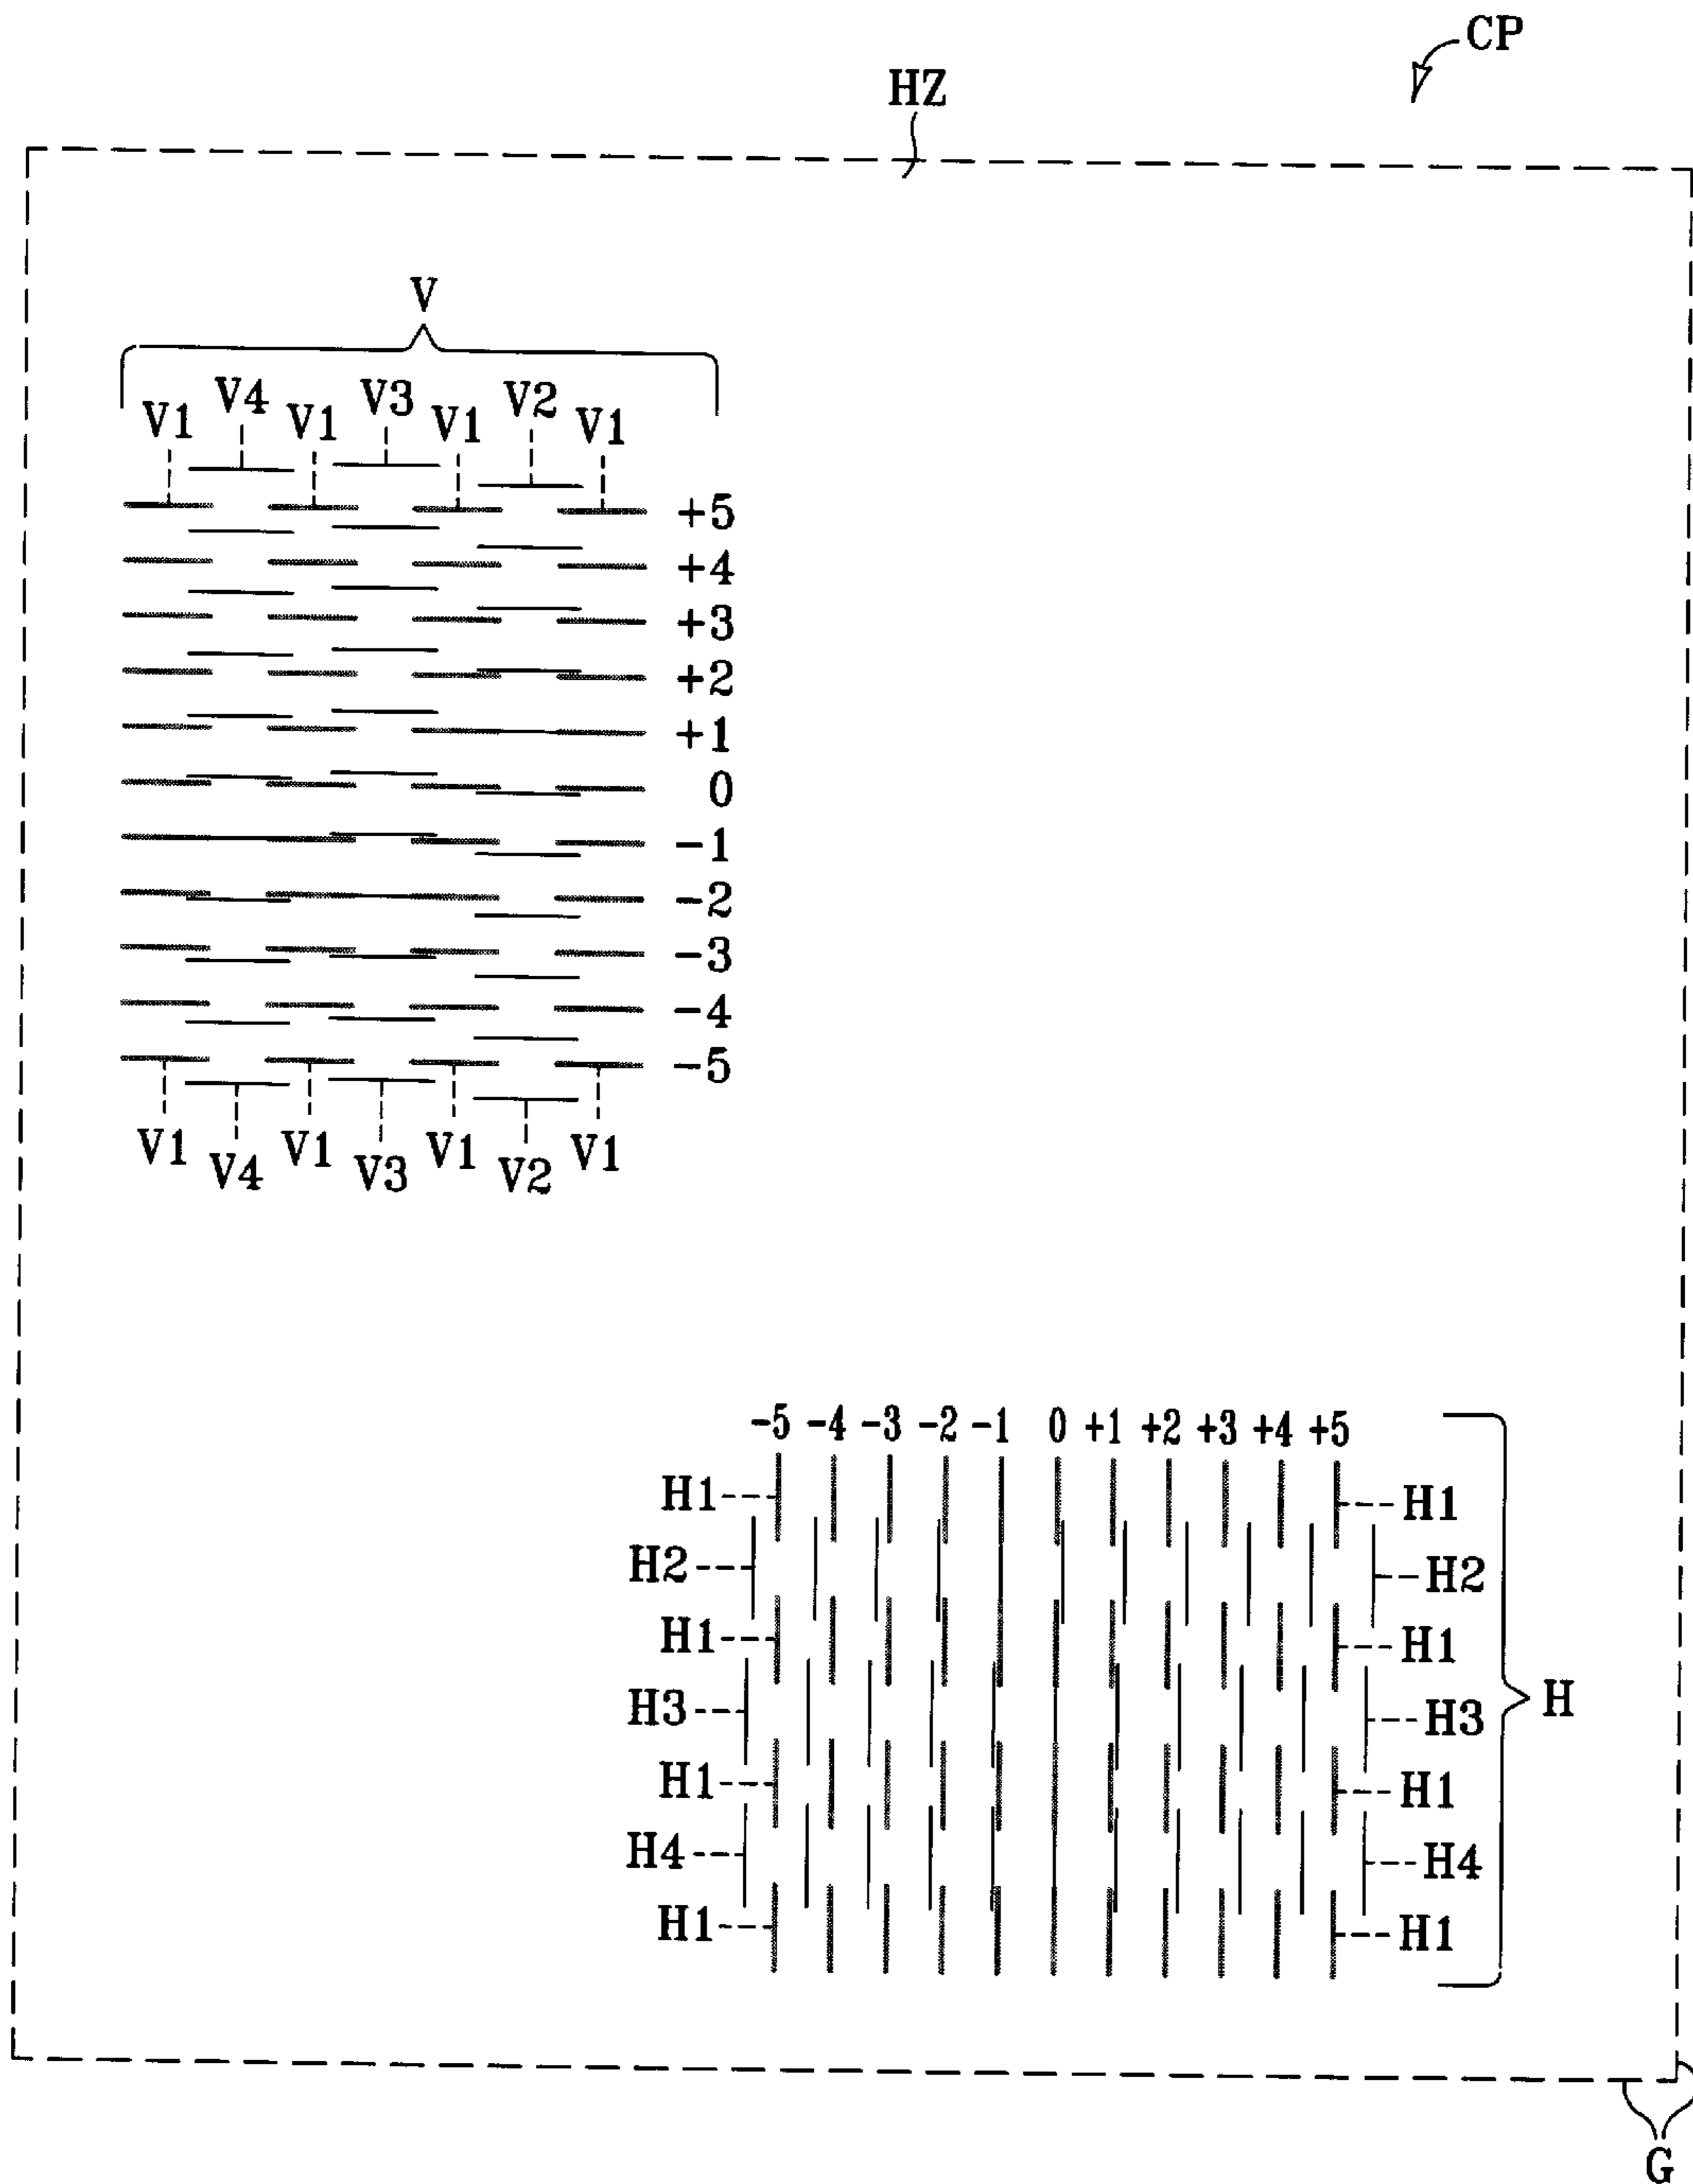 CP
HZ
V
V4 V3 V2
V1 V1 V1 V1
+5
+4
+3
+2
+1
0
-1
-2
-3
-4
-5
V1 V1 V1 V1
V4 V3 V2
-5 -4 -3 -2 -1 0 +1 +2 +3 +4 +5
H1 H1
H2 H2
H1 H1
H3 H3
H
H1 H1
H4 H4
H1 H1
G